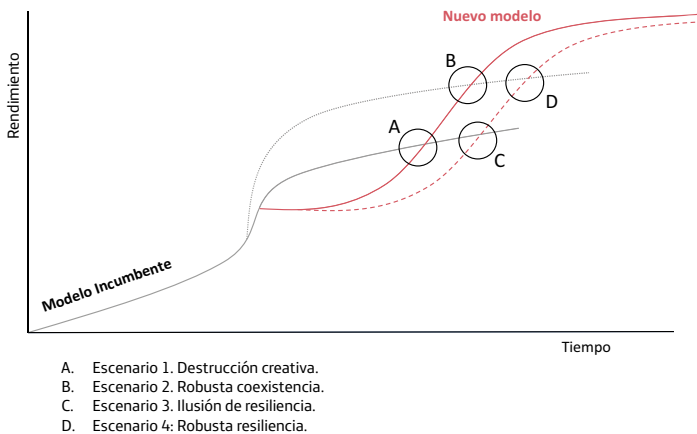 Nuevo modelo
Rendimiento
B
D
A
C
Modelo Incumbente
Tiempo
A. Escenario 1. Destrucción creativa.
B. Escenario 2. Robusta coexistencia.
C. Escenario 3. Ilusión de resiliencia.
D. Escenario 4: Robusta resiliencia.